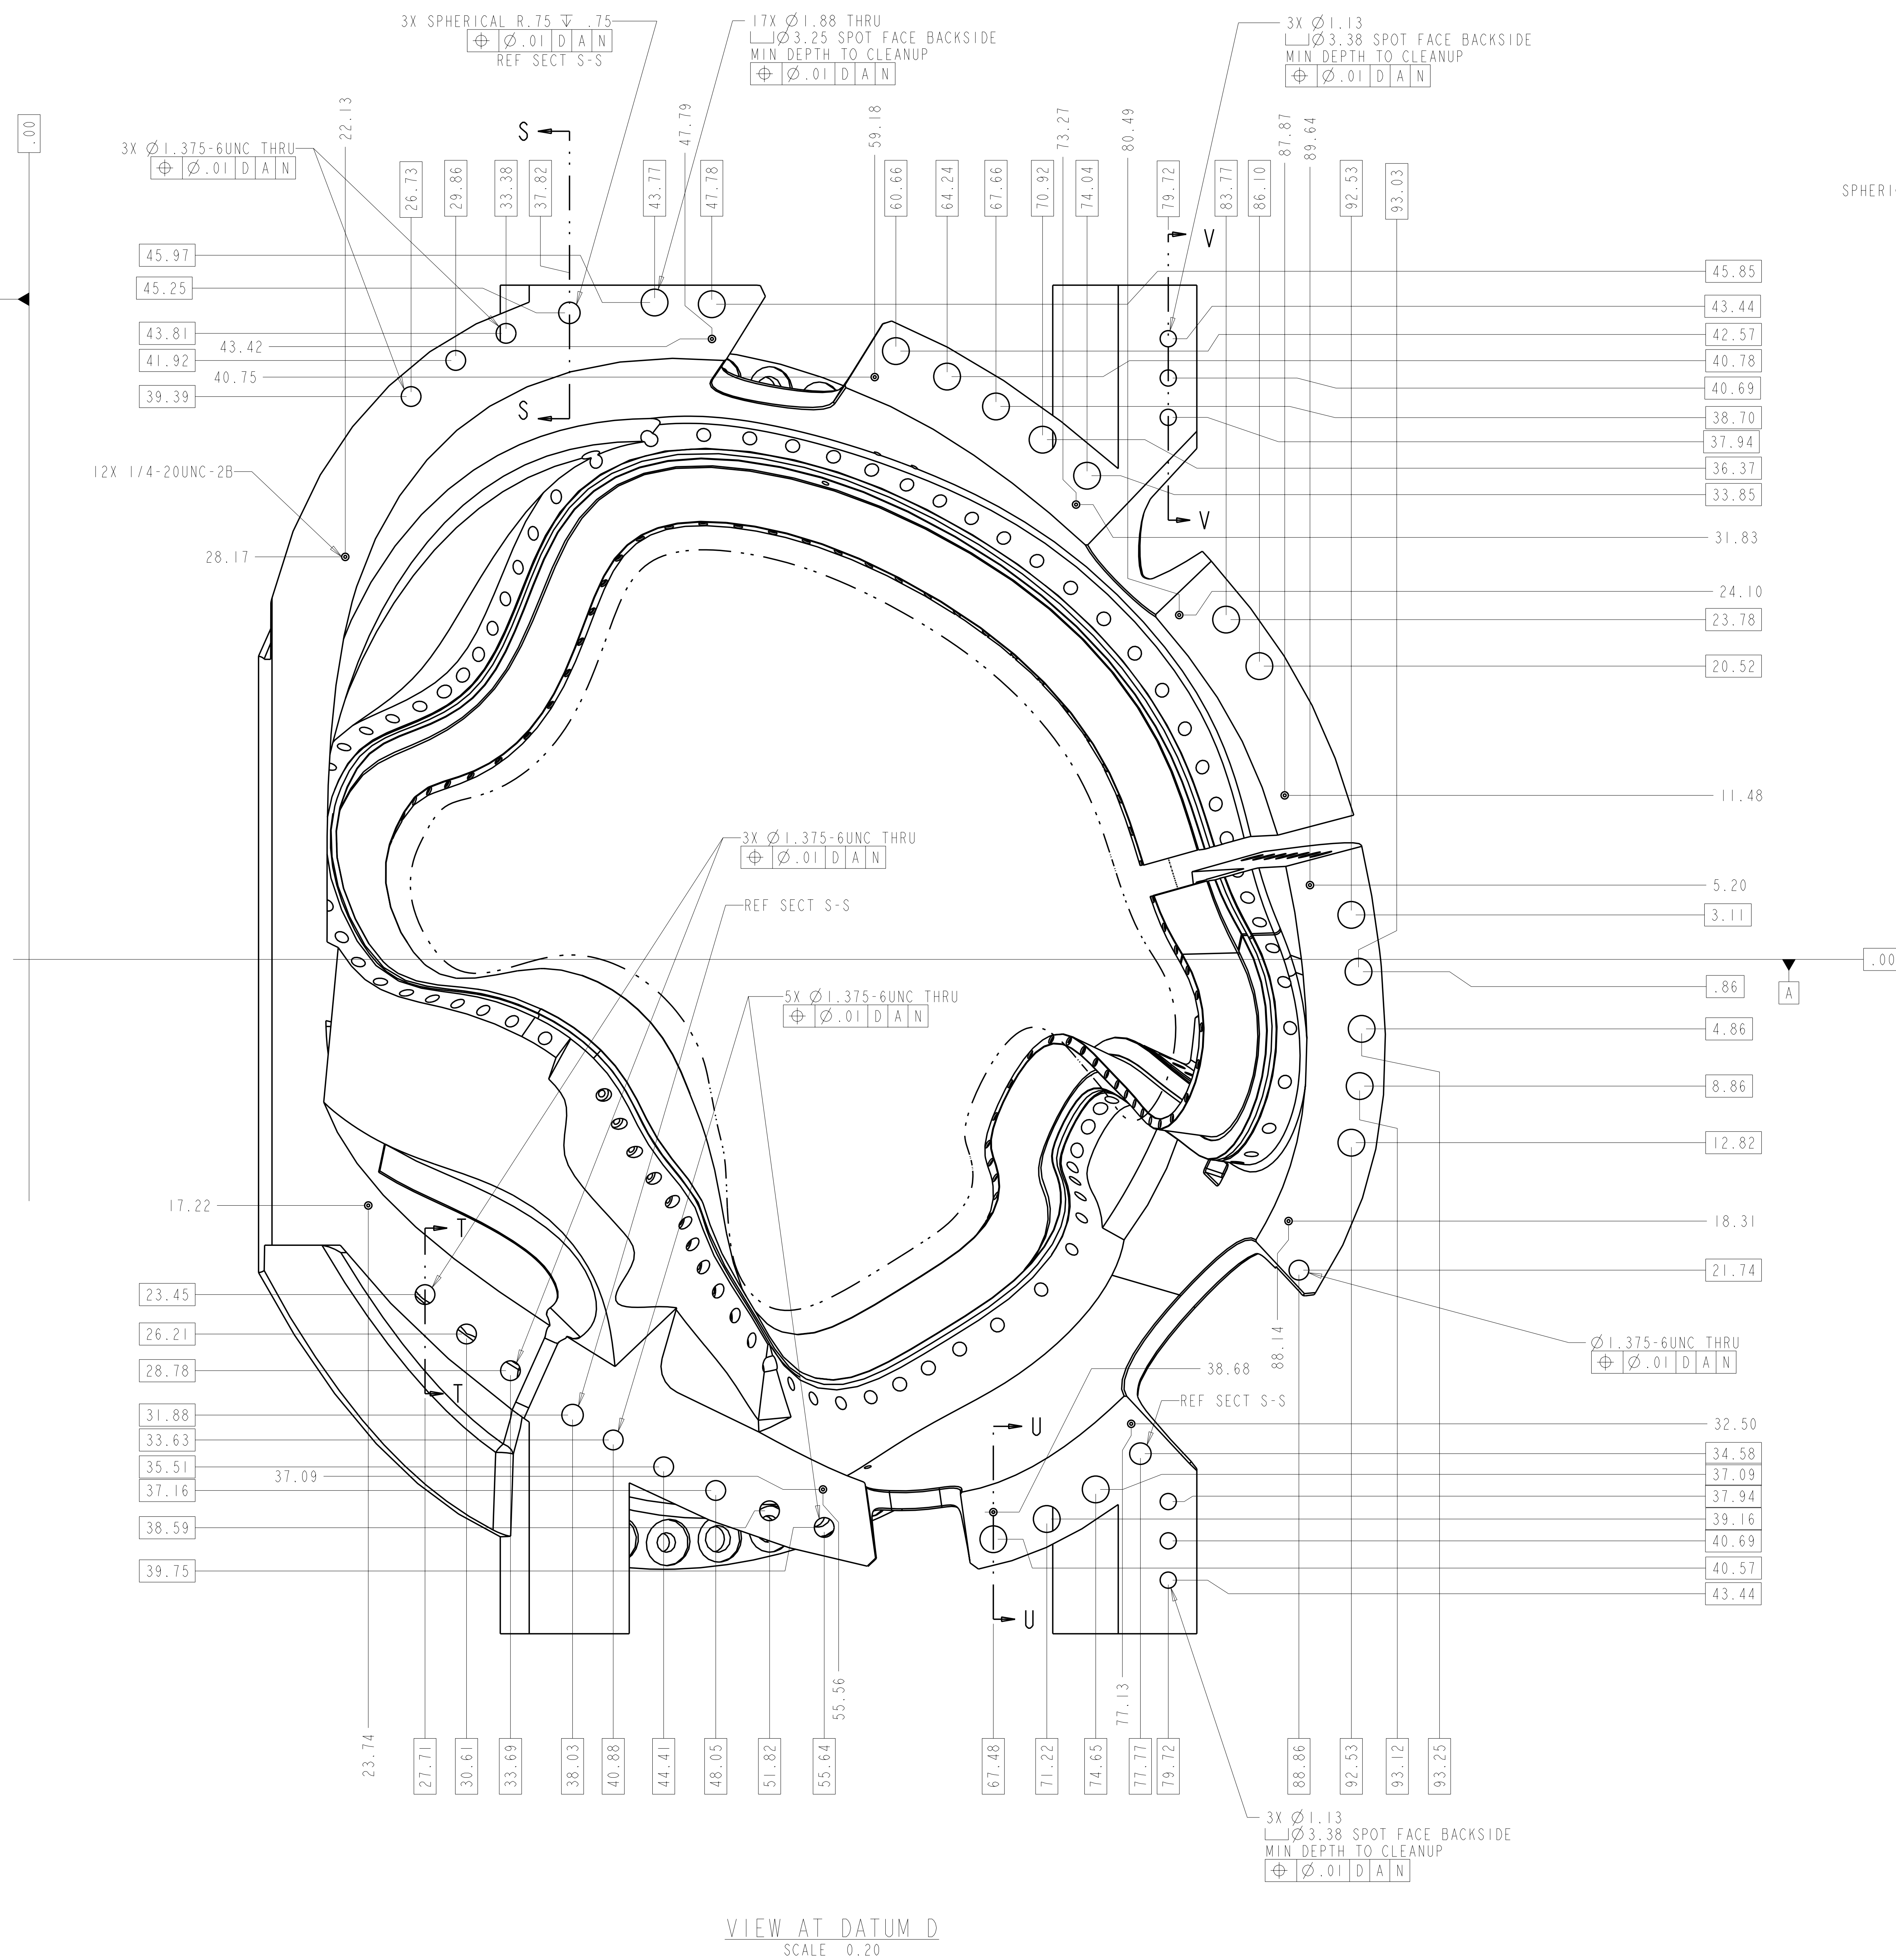 3X SPHERICAL R.75 ↧ .75
⌖ Ø.01 D A N
REF SECT S-S
17X Ø1.88 THRU
⌴Ø3.25 SPOT FACE BACKSIDE
MIN DEPTH TO CLEANUP
⌖ Ø.01 D A N
3X Ø1.13
⌴Ø3.38 SPOT FACE BACKSIDE
MIN DEPTH TO CLEANUP
⌖ Ø.01 D A N
.00
3X Ø1.375-6UNC THRU
⌖ Ø.01 D A N
22.13
26.73
29.86
33.38
37.82
43.77
47.79
47.78
59.18
60.66
64.24
67.66
70.92
73.27
74.04
80.49
79.72
83.77
86.10
87.87
89.64
92.53
93.03
S
S
V
V
45.97
45.25
43.81
43.42
41.92
40.75
39.39
12X 1/4-20UNC-2B
28.17
45.85
43.44
42.57
40.78
40.69
38.70
37.94
36.37
33.85
31.83
24.10
23.78
20.52
11.48
5.20
3.11
.00
.86
A
4.86
8.86
12.82
18.31
21.74
3X Ø1.375-6UNC THRU
⌖ Ø.01 D A N
REF SECT S-S
5X Ø1.375-6UNC THRU
⌖ Ø.01 D A N
17.22
T
T
23.45
26.21
28.78
31.88
33.63
35.51
37.09
37.16
38.59
39.75
Ø1.375-6UNC THRU
⌖ Ø.01 D A N
88.14
38.68
REF SECT S-S
U
U
32.50
34.58
37.09
37.94
39.16
40.69
40.57
43.44
23.74
27.71
30.61
33.69
38.03
40.88
44.41
48.05
51.82
55.64
55.56
67.48
71.22
74.65
77.13
77.77
79.72
88.86
92.53
93.12
93.25
3X Ø1.13
⌴Ø3.38 SPOT FACE BACKSIDE
MIN DEPTH TO CLEANUP
⌖ Ø.01 D A N
VIEW AT DATUM D
SCALE 0.20